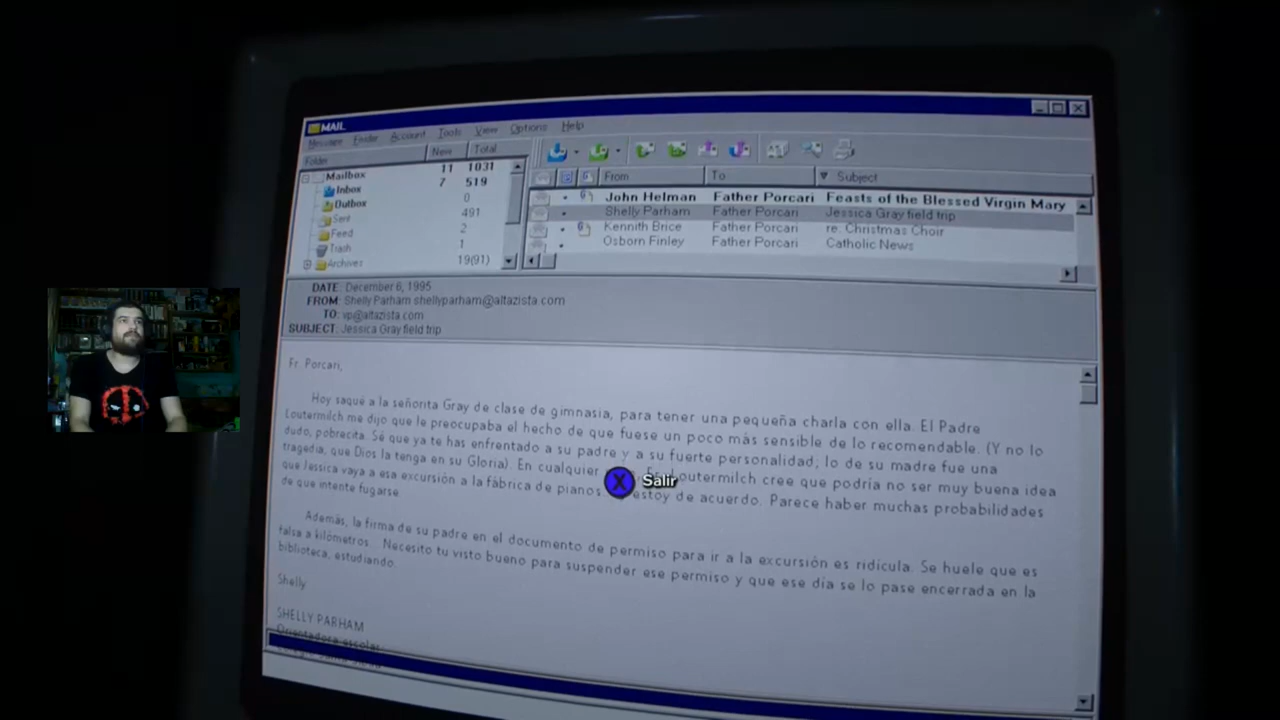 MAIL
Message Folder Account Tools View Options Help
Folder New Total
Mailbox 11 1031
Inbox 7 519
Outbox 0
Sent 491
Feed 2
Trash 1
Archives 19(91)
From To Subject
John Helman Father Porcari Feasts of the Blessed Virgin Mary
Shelly Parham Father Porcari Jessica Gray field trip
Kennith Brice Father Porcari re. Christmas Choir
Osborn Finley Father Porcari Catholic News
DATE: December 6, 1995
FROM: Shelly Parham shellyparham@altazista.com
TO: vp@altazista.com
SUBJECT: Jessica Gray field trip
Fr. Porcari,
Hoy saqué a la señorita Gray de clase de gimnasia, para tener una pequeña charla con ella. El Padre
Loutermilch me dijo que le preocupaba el hecho de que fuese un poco más sensible de lo recomendable. (Y no lo
dudo, pobrecita. Sé que ya te has enfrentado a su padre y a su fuerte personalidad; lo de su madre fue una
tragedia, que Dios la tenga en su Gloria). En cualquier Loutermilch cree que podría no ser muy buena idea
que Jessica vaya a esa excursión a la fábrica de pianos. estoy de acuerdo. Parece haber muchas probabilidades
de que intente fugarse.
X Salir
Además, la firma de su padre en el documento de permiso para ir a la excursión es ridícula. Se huele que es
falsa a kilómetros. Necesito tu visto bueno para suspender ese permiso y que ese día se lo pase encerrada en la
biblioteca, estudiando.
Shelly
SHELLY PARHAM
Orientadora escolar